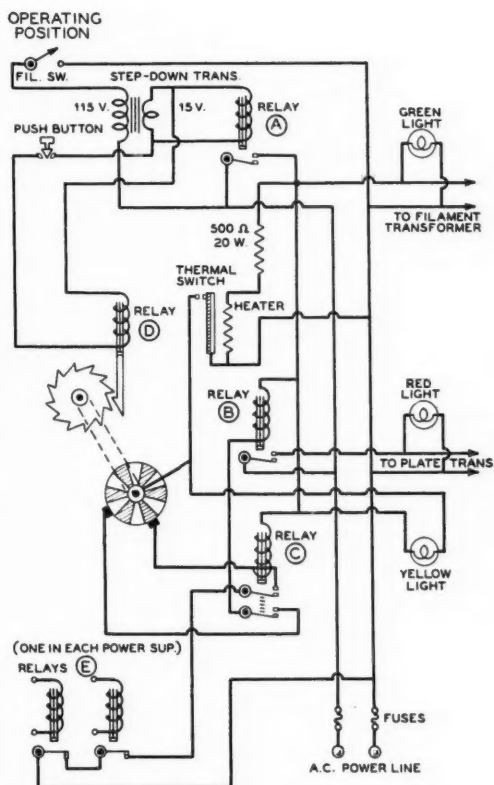 OPERATING
POSITION
FIL. SW.
STEP-DOWN TRANS.
115 V.
15 V.
RELAY
A
PUSH BUTTON
GREEN
LIGHT
500 Ω
20 W.
TO FILAMENT
TRANSFORMER
THERMAL
SWITCH
HEATER
RELAY
D
RELAY
B
RED
LIGHT
TO PLATE TRANS
RELAY
C
YELLOW
LIGHT
(ONE IN EACH POWER SUP.)
RELAYS E
FUSES
A.C. POWER LINE